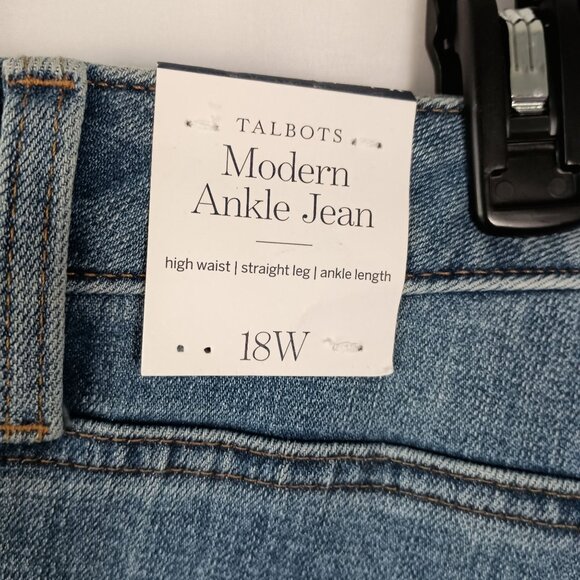 TALBOTS
Modern
Ankle Jean
high waist | straight leg | ankle length
18W